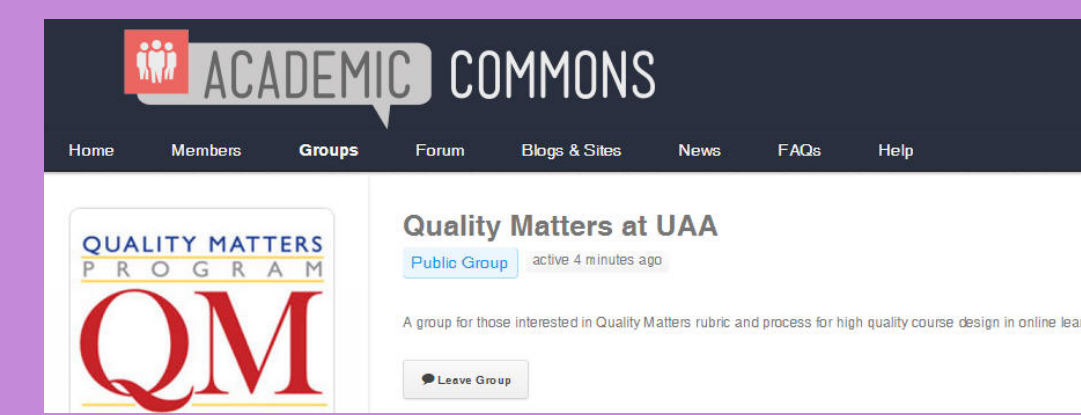 ACADEMIC COMMONS
Home Members Groups Forum Blogs & Sites News FAQs Help
QUALITY MATTERS
PROGRAM
QM
Quality Matters at UAA
Public Group active 4 minutes ago
A group for those interested in Quality Matters rubric and process for high quality course design in online lear
Leave Group